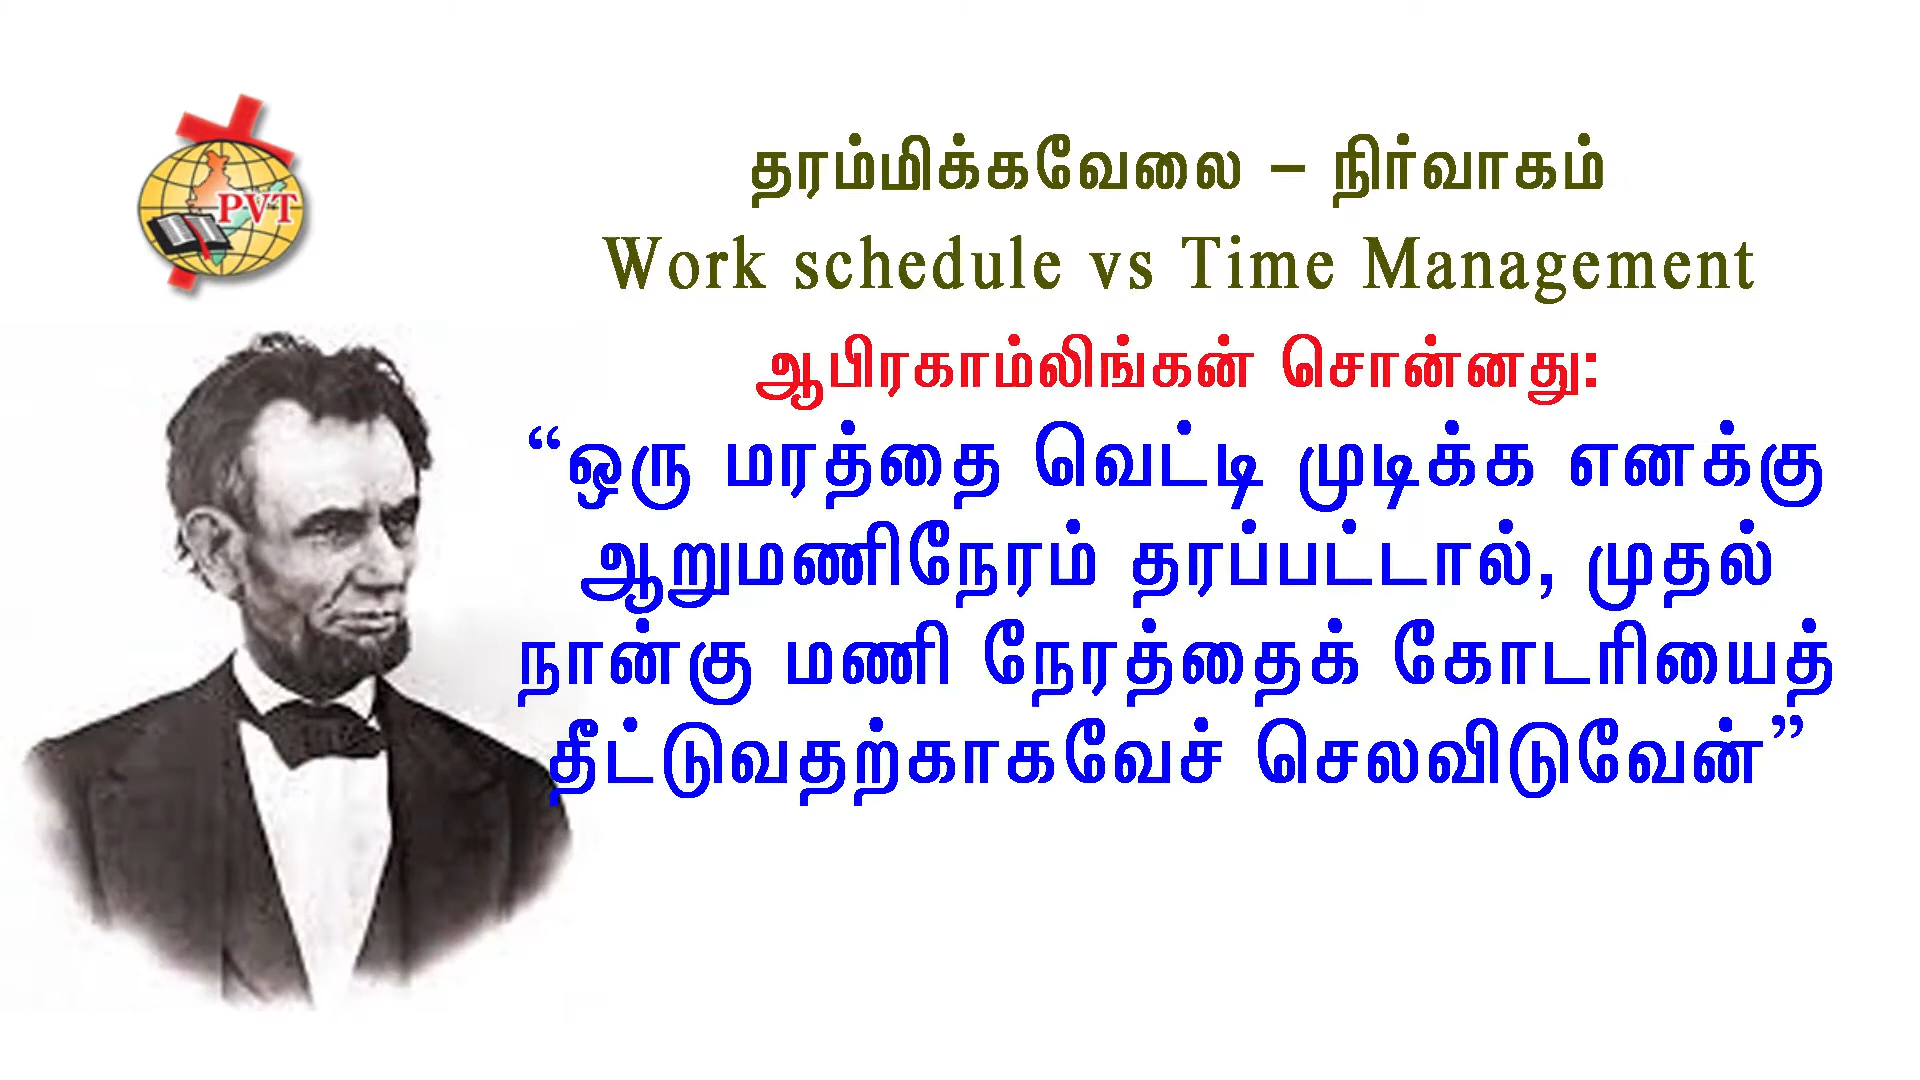 PVT
தரம்மிக்கவேலை – நிர்வாகம்
Work schedule vs Time Management
ஆபிரகாம்லிங்கன் சொன்னது:
“ஒரு மரத்தை வெட்டி முடிக்க எனக்கு
ஆறுமணிநேரம் தரப்பட்டால், முதல்
நான்கு மணி நேரத்தைக் கோடரியைத்
தீட்டுவதற்காகவேச் செலவிடுவேன்”